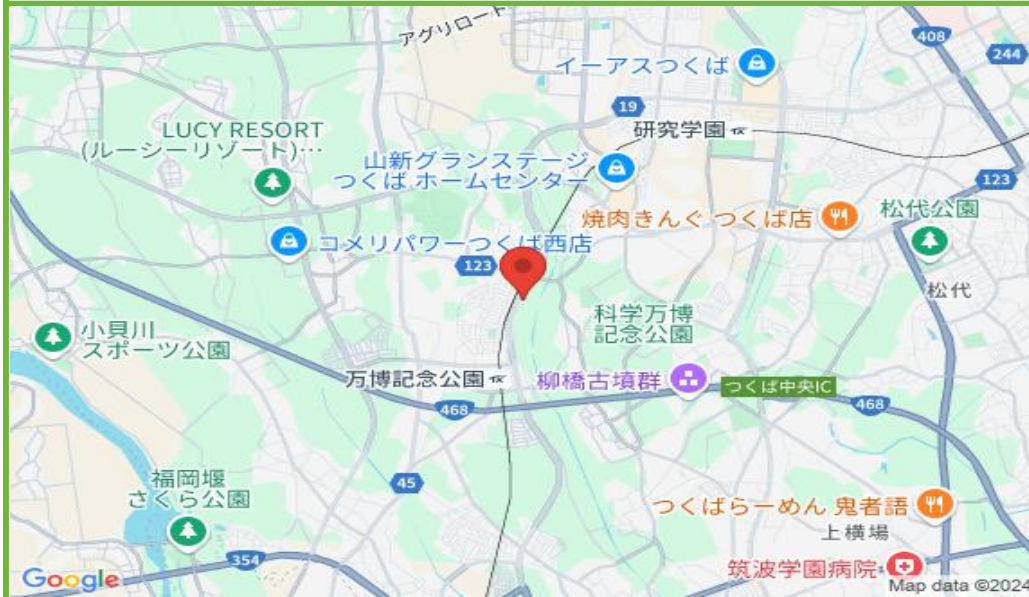 アグリロード
408
244
イーアスつくば
19
研究学園
LUCY RESORT
(ルーシーリゾート)…
山新グランステージ
つくば ホームセンター
123
焼肉きんぐ つくば店
松代公園
コメリパワーつくば西店
123
松代
科学万博
記念公園
小貝川
スポーツ公園
万博記念公園
柳橋古墳群
つくば中央IC
468
468
45
福岡堰
さくら公園
つくばらーめん 鬼者語
上横場
354
筑波学園病院
Google
Map data ©2024